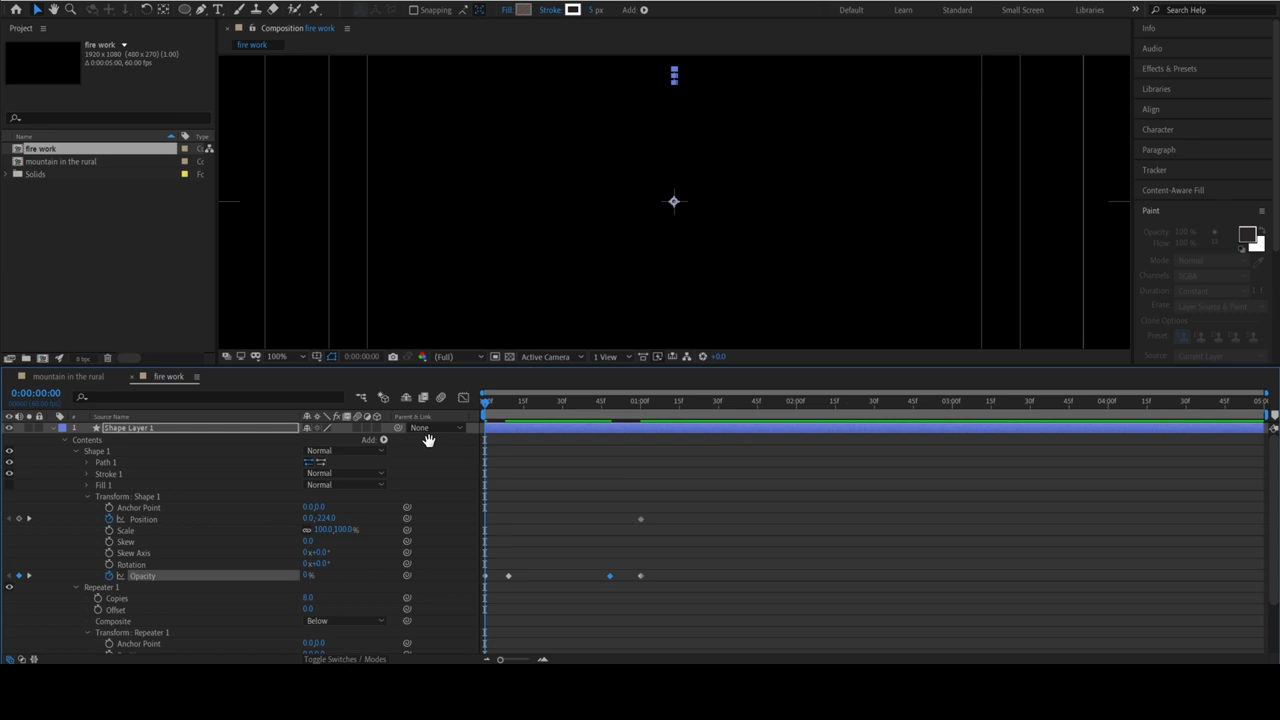 Snapping Fill: Stroke: 5 px Add: Default Learn Standard Small Screen Libraries Search Help
Project
Composition fire work
Info
fire work
1920 x 1080 (480 x 270) (1.00)
Δ 0:00:05:00, 60.00 fps
fire work
Audio
Effects & Presets
Libraries
Align
Character
Name Type
fire work
mountain in the rural
Solids
Paragraph
Tracker
Content-Aware Fill
Paint
Opacity: 100 %
Flow: 100 %
Mode: Normal
Channels: RGBA
Duration: Constant
Erase: Layer Source & Paint
Clone Options
Preset:
Source: Current Layer
8 bpc
100% 0:00:00:00 (Full) Active Camera 1 View +0.0
mountain in the rural fire work
0:00:00:00
# Source Name Parent & Link
15f 30f 45f 01:00f 15f 30f 45f 02:00f 15f 30f 45f 03:00f 15f 30f 45f 04:00f 15f 30f 45f
1 Shape Layer 1 None
Contents Add:
Shape 1 Normal
Path 1
Stroke 1 Normal
Fill 1 Normal
Transform: Shape 1
Anchor Point 0.0,0.0
Position 0.0,-224.0
Scale 100.0,100.0%
Skew 0.0
Skew Axis 0x+0.0°
Rotation 0x+0.0°
Opacity 0%
Repeater 1
Copies 8.0
Offset 0.0
Composite Below
Transform: Repeater 1
Anchor Point 0.0,0.0
Toggle Switches / Modes